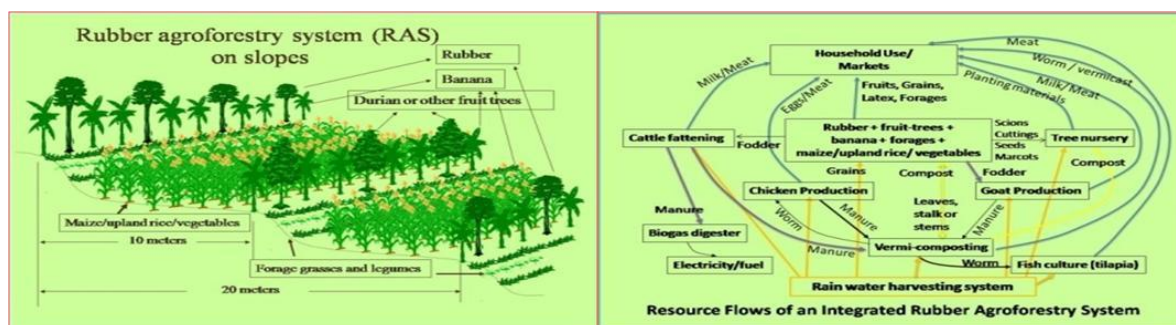 Rubber agroforestry system (RAS)
on slopes
Rubber
Banana
Durian or other fruit trees
Maize/upland rice/vegetables
10 meters
Forage grasses and legumes
20 meters
Household Use/
Markets
Meat
Worm / vermicast
Milk/Meat
Planting materials
Milk/Meat
Eggs/Meat
Fruits, Grains,
Latex, Forages
Cattle fattening
Fodder
Rubber + fruit-trees +
banana + forages +
maize/upland rice/ vegetables
Scions
Cuttings
Seeds
Marcots
Tree nursery
Grains
Compost
Fodder
Compost
Chicken Production
Goat Production
Manure
Worm
Manure
Leaves,
stalk or
stems
Manure
Biogas digester
Manure
Vermi-composting
Electricity/fuel
Worm
Fish culture (tilapia)
Rain water harvesting system
Resource Flows of an Integrated Rubber Agroforestry System